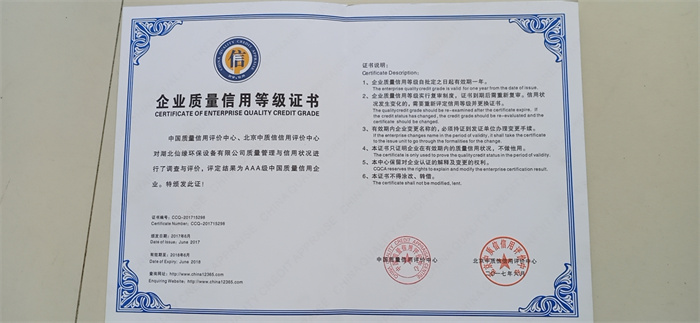 信
企业质量信用等级证书
CERTIFICATE OF ENTERPRISE QUALITY CREDIT GRADE
中国质量信用评价中心、北京中质信信用评价中心
对湖北仙缘环保设备有限公司质量管理与信用状况进
行了调查与评价，评定结果为AAA级中国质量信用企
业。特颁发此证！
证书编号：CCQ-201715298
Certificate Number：CCQ-201715298
颁发日期：2017年6月
Date of Issue：June 2017
有效期至：2018年6月
Date of Expiry：June 2018
查询网址：http://www.china12365.com
Enquiring Website：http://www.china12365.com
证书说明：
Certificate Description：
1、企业质量信用等级自批定之日起有效期一年。
The enterprise quality credit grade is valid for one year from the date of issue.
2、企业质量信用等级实行复审制度。证书到期后需重新复审。信用状
况发生变化的，需重新评定信用等级并更换证书。
The quality credit grade should be re-examined after the certificate expire. If
the credit status has changed, the credit grade should be re-evaluated and the
certificate should be changed.
3、有效期内企业变更名称的，必须持证到发证单位办理变更手续。
If the enterprise changes name in the period of validity, it shall take the certificate
to the issue unit to go through the formalities for the change.
4、本证书只证明企业在有效期内的质量信用状况，不做他用。
The certificate is only used to prove the quality credit status in the period of validity.
5、本中心保留对企业认证的解释及变更的权利。
CQCA reserves the right to explain and modify the enterprise certification result.
6、本证书不得涂改、转借。
The certificate shall not be modified, lent.
中国质量信用评价中心
北京中质信信用评价中心
二〇一七年六月